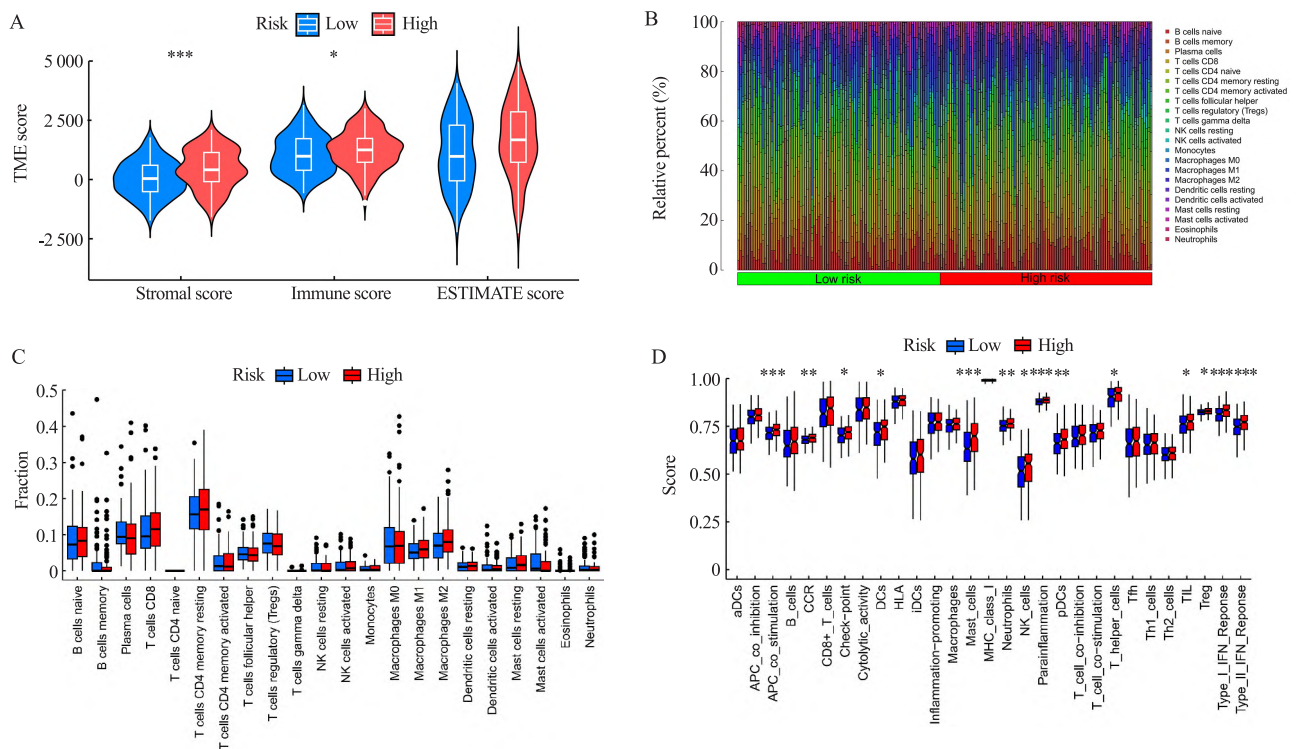 A
Risk Low High
*** *
TME score
5 000
2 500
0
-2 500
Stromal score Immune score ESTIMATE score
B
Relative percent (%)
100
80
60
40
20
0
Low risk High risk
B cells naive
B cells memory
Plasma cells
T cells CD8
T cells CD4 naive
T cells CD4 memory resting
T cells CD4 memory activated
T cells follicular helper
T cells regulatory (Tregs)
T cells gamma delta
NK cells resting
NK cells activated
Monocytes
Macrophages M0
Macrophages M1
Macrophages M2
Dendritic cells resting
Dendritic cells activated
Mast cells resting
Mast cells activated
Eosinophils
Neutrophils
C
Risk Low High
Fraction
0.5
0.4
0.3
0.2
0.1
0
B cells naive
B cells memory
Plasma cells
T cells CD8
T cells CD4 naive
T cells CD4 memory resting
T cells CD4 memory activated
T cells follicular helper
T cells regulatory (Tregs)
T cells gamma delta
NK cells resting
NK cells activated
Monocytes
Macrophages M0
Macrophages M1
Macrophages M2
Dendritic cells resting
Dendritic cells activated
Mast cells resting
Mast cells activated
Eosinophils
Neutrophils
D
Risk Low High
*** ** * * *** ** * **** ** * * * *** ***
Score
1.00
0.75
0.50
0.25
0
aDCs
APC_co_inhibition
APC_co_stimulation
B_cells
CCR
CD8+_T_cells
Check-point
Cytolytic_activity
DCs
HLA
iDCs
Inflammation-promoting
Macrophages
Mast_cells
MHC_class_I
Neutrophils
NK_cells
Parainflammation
pDCs
T_cell_co-inhibition
T_cell_co-stimulation
T_helper_cells
Tfh
Th1_cells
Th2_cells
TIL
Treg
Type_I_IFN_Reponse
Type_II_IFN_Reponse